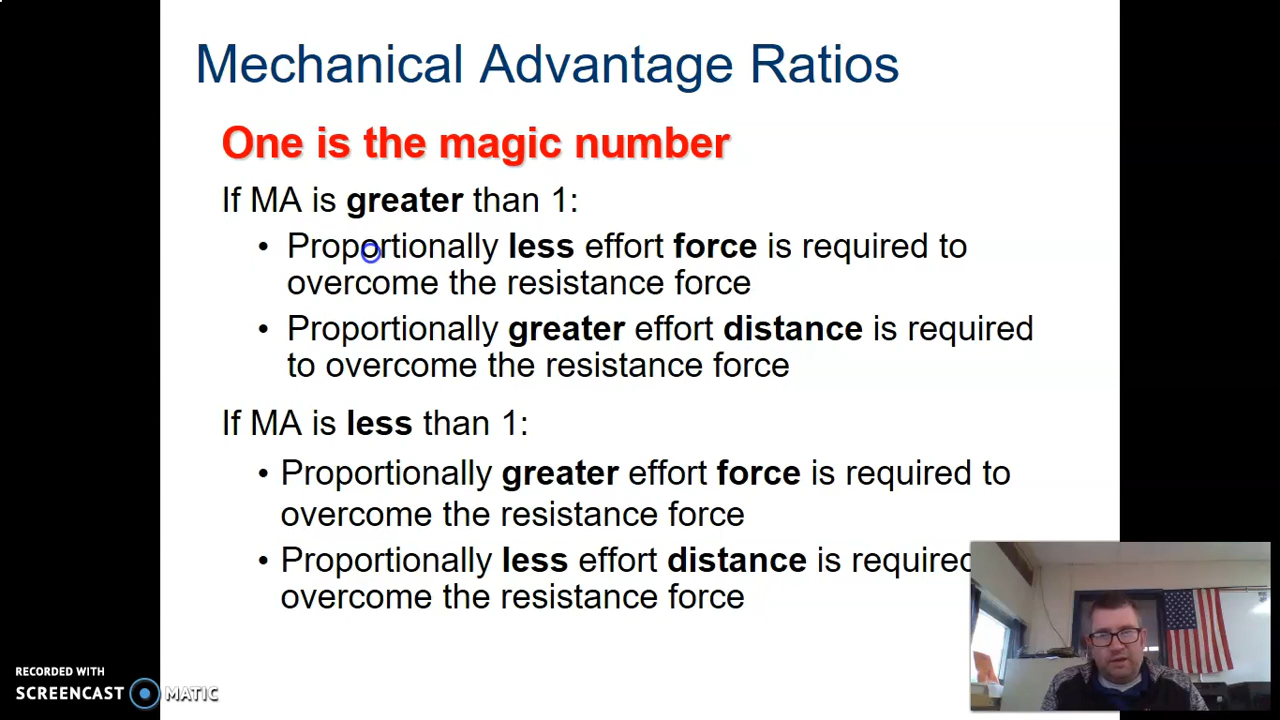 Mechanical Advantage Ratios
One is the magic number
If MA is greater than 1:
• Proportionally less effort force is required to
overcome the resistance force
• Proportionally greater effort distance is required
to overcome the resistance force
If MA is less than 1:
• Proportionally greater effort force is required to
overcome the resistance force
• Proportionally less effort distance is
overcome the resistance force
RECORDED WITH
SCREENCAST MATIC